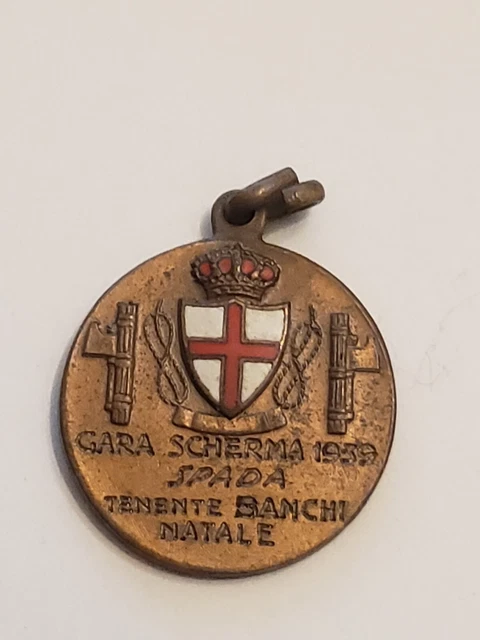 GARA SCHERMA 1939
SPADA
TENENTE BANCHI
NATALE